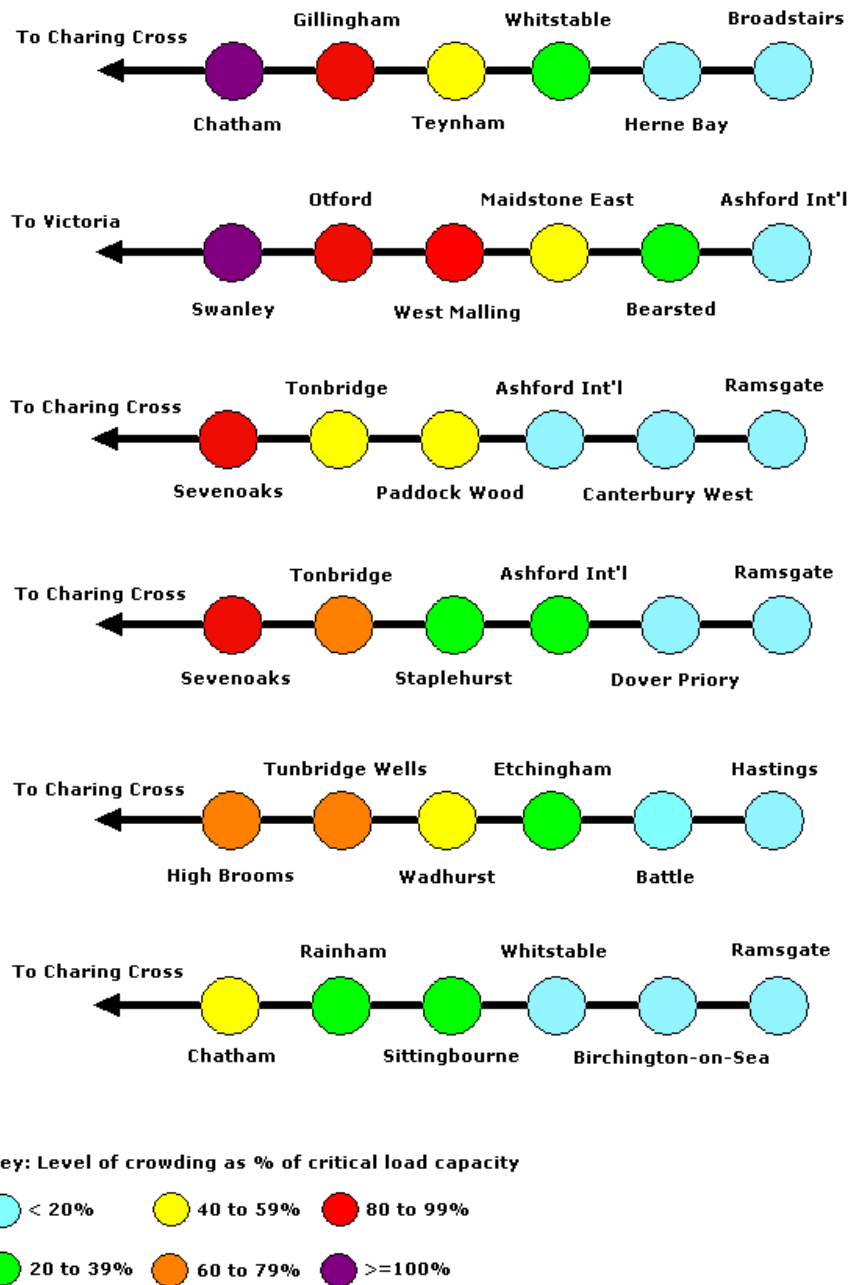 Gillingham Whitstable Broadstairs
To Charing Cross
Chatham Teynham Herne Bay
Otford Maidstone East Ashford Int'l
To Victoria
Swanley West Malling Bearsted
Tonbridge Ashford Int'l Ramsgate
To Charing Cross
Sevenoaks Paddock Wood Canterbury West
Tonbridge Ashford Int'l Ramsgate
To Charing Cross
Sevenoaks Staplehurst Dover Priory
Tunbridge Wells Etchingham Hastings
To Charing Cross
High Brooms Wadhurst Battle
Rainham Whitstable Ramsgate
To Charing Cross
Chatham Sittingbourne Birchington-on-Sea
ey: Level of crowding as % of critical load capacity
< 20% 40 to 59% 80 to 99%
20 to 39% 60 to 79% >=100%